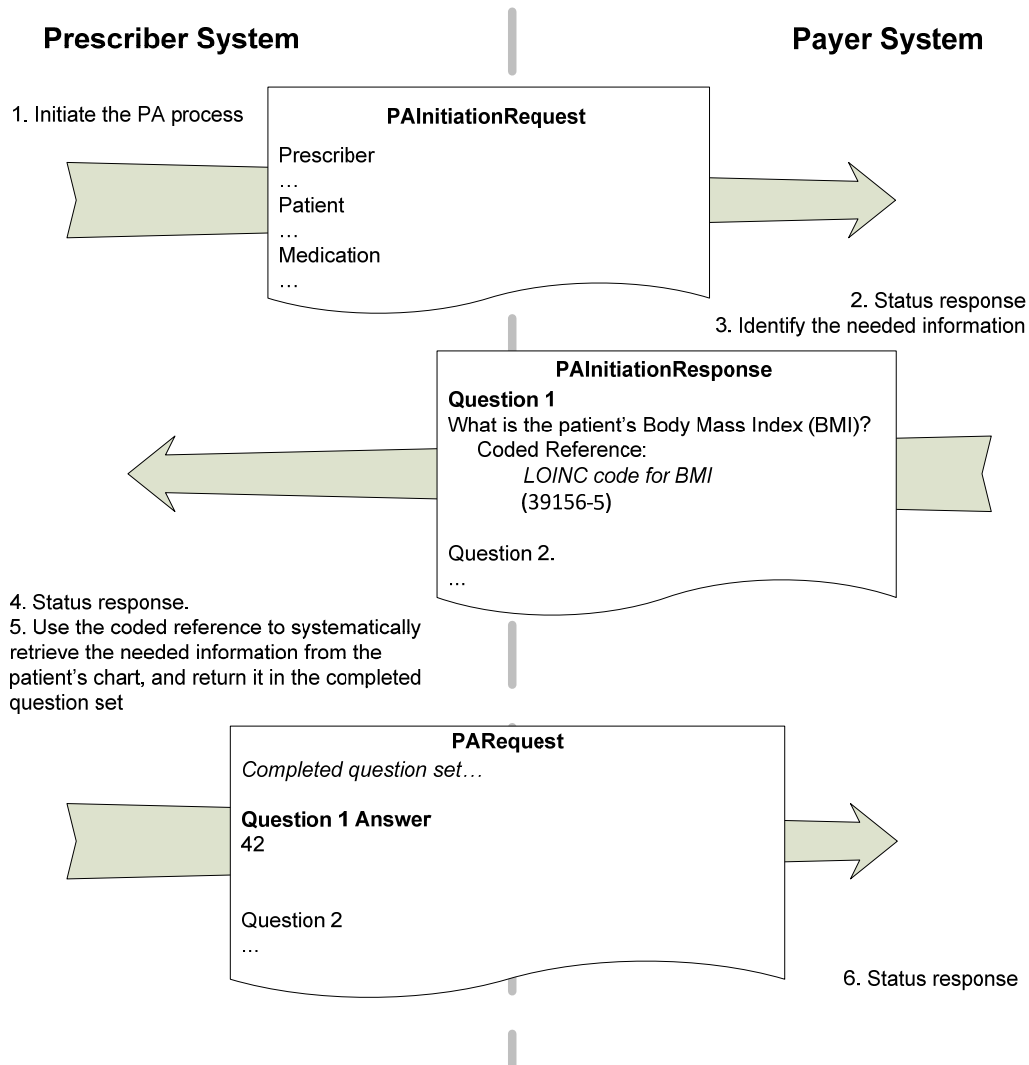 Prescriber System
Payer System
1. Initiate the PA process
PAInitiationRequest
Prescriber
…
Patient
…
Medication
…
2. Status response
3. Identify the needed information
PAInitiationResponse
Question 1
What is the patient’s Body Mass Index (BMI)?
Coded Reference:
LOINC code for BMI
(39156-5)
Question 2.
…
4. Status response.
5. Use the coded reference to systematically
retrieve the needed information from the
patient’s chart, and return it in the completed
question set
PARequest
Completed question set…
Question 1 Answer
42
Question 2
…
6. Status response